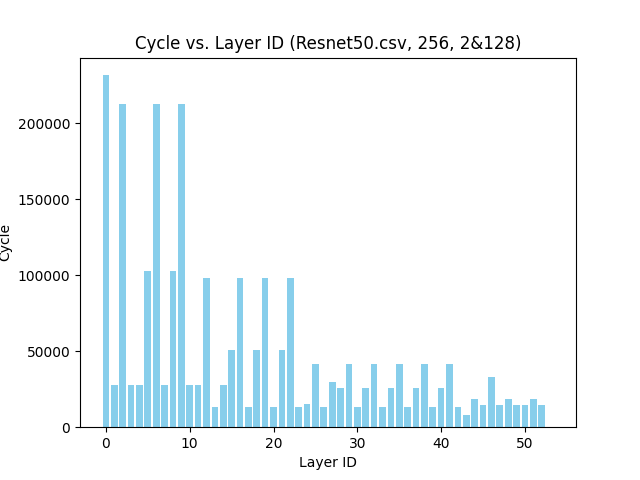 Cycle vs. Layer ID (Resnet50.csv, 256, 2&128)
200000
150000
100000
50000
0
Cycle
0 10 20 30 40 50
Layer ID